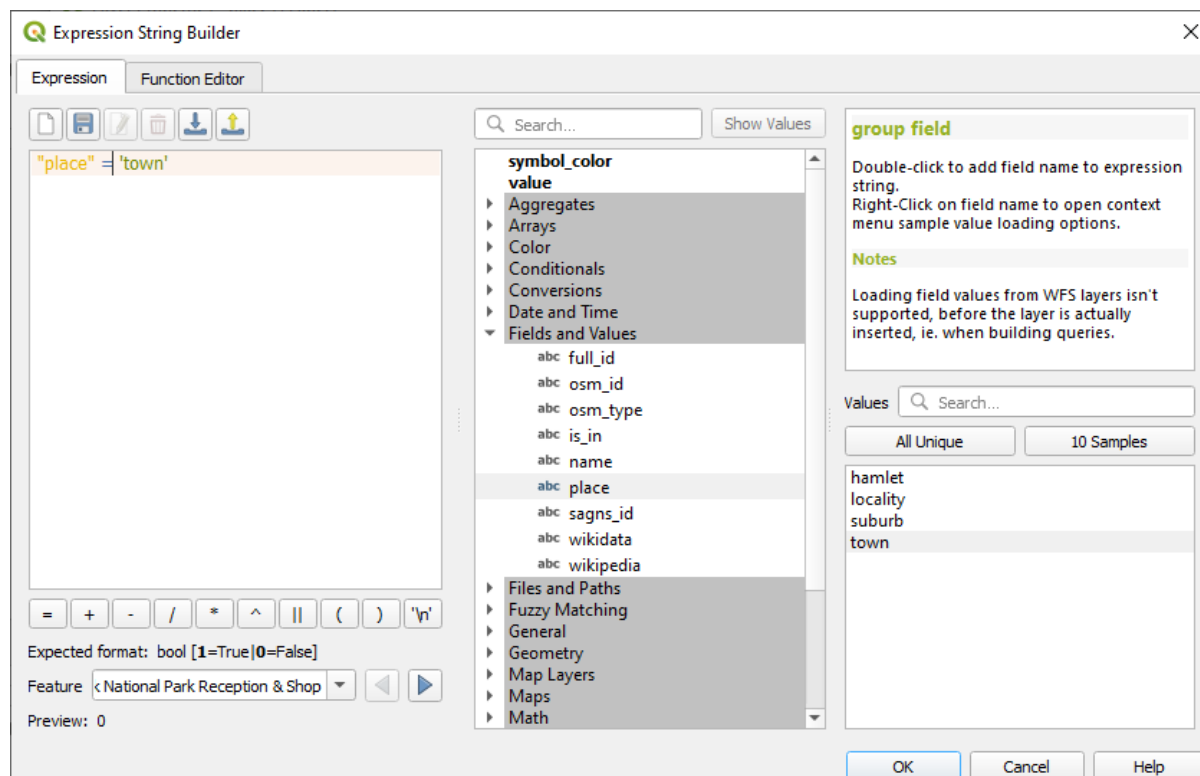 Expression String Builder
Expression
Function Editor
"place" = 'town'
= + - / * ^ || ( ) '\n'
Expected format: bool [1=True|0=False]
Feature
National Park Reception & Shop
Preview: 0
Search...
Show Values
symbol_color
value
Aggregates
Arrays
Color
Conditionals
Conversions
Date and Time
Fields and Values
abc full_id
abc osm_id
abc osm_type
abc is_in
abc name
abc place
abc sagns_id
abc wikidata
abc wikipedia
Files and Paths
Fuzzy Matching
General
Geometry
Map Layers
Maps
Math
group field
Double-click to add field name to expression
string.
Right-Click on field name to open context
menu sample value loading options.
Notes
Loading field values from WFS layers isn't
supported, before the layer is actually
inserted, ie. when building queries.
Values
Search...
All Unique
10 Samples
hamlet
locality
suburb
town
OK
Cancel
Help